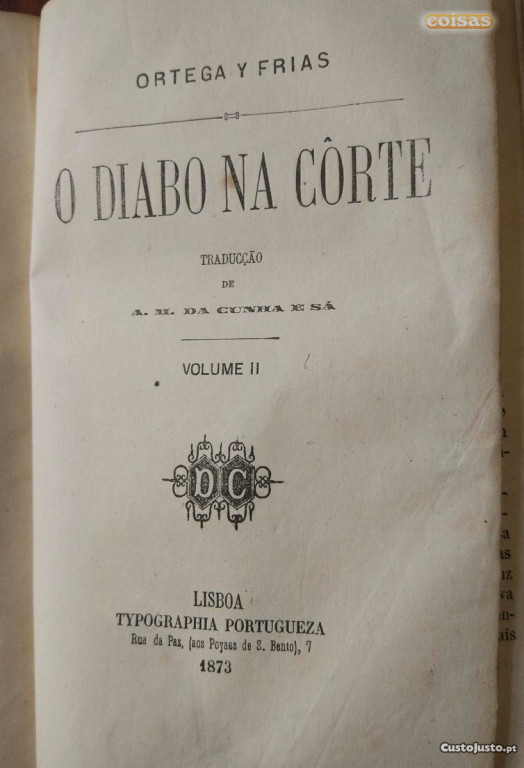 coisas
ORTEGA Y FRIAS
O DIABO NA CÔRTE
TRADUCÇÃO
DE
A. M. DA CUNHA E SÁ
VOLUME II
DC
LISBOA
TYPOGRAPHIA PORTUGUEZA
Rua da Paz, (aos Poyaes de S. Bento), 7
1873
CustoJusto.pt